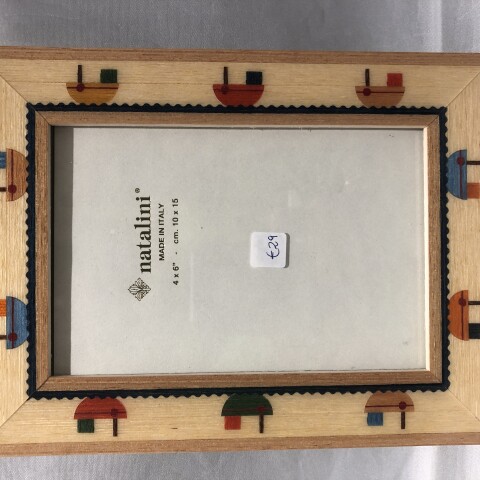 natalini®
MADE IN ITALY
4 x 6" - cm. 10 x 15
€29